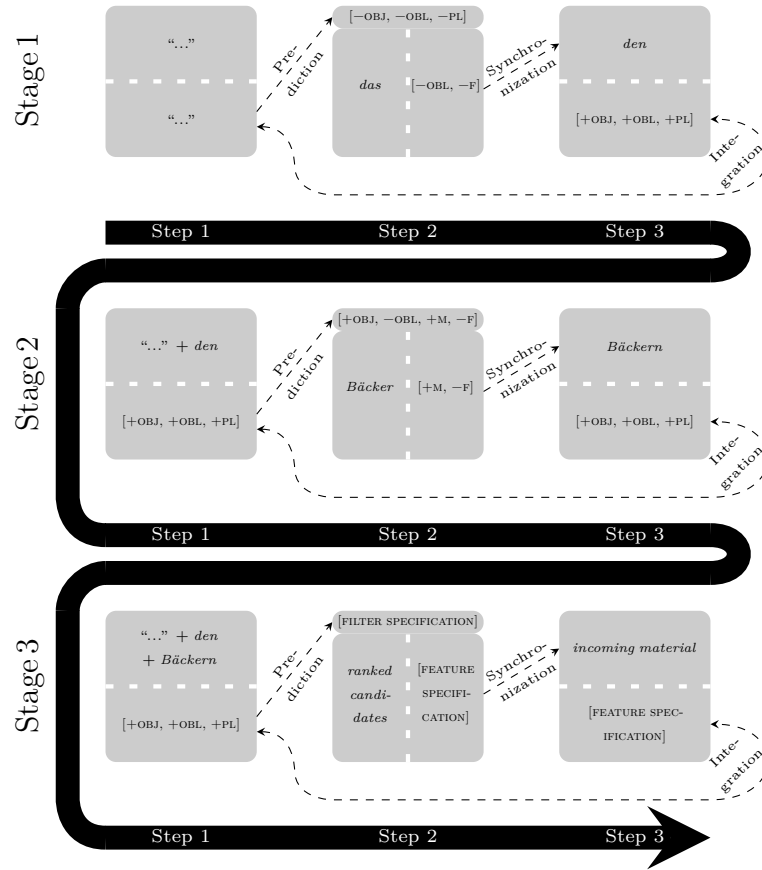 Stage 1
“...”
“...”
Pre-
diction
[−OBJ, −OBL, −PL]
das
[−OBL, −F]
Synchro-
nization
den
[+OBJ, +OBL, +PL]
Inte-
gration
Step 1
Step 2
Step 3
Stage 2
“...” + den
[+OBJ, +OBL, +PL]
Pre-
diction
[+OBJ, −OBL, +M, −F]
Bäcker
[+M, −F]
Synchro-
nization
Bäckern
[+OBJ, +OBL, +PL]
Inte-
gration
Step 1
Step 2
Step 3
Stage 3
“...” + den
+ Bäckern
[+OBJ, +OBL, +PL]
Pre-
diction
[FILTER SPECIFICATION]
ranked
candi-
dates
[FEATURE
SPECIFI-
CATION]
Synchro-
nization
incoming material
[FEATURE SPEC-
IFICATION]
Inte-
gration
Step 1
Step 2
Step 3